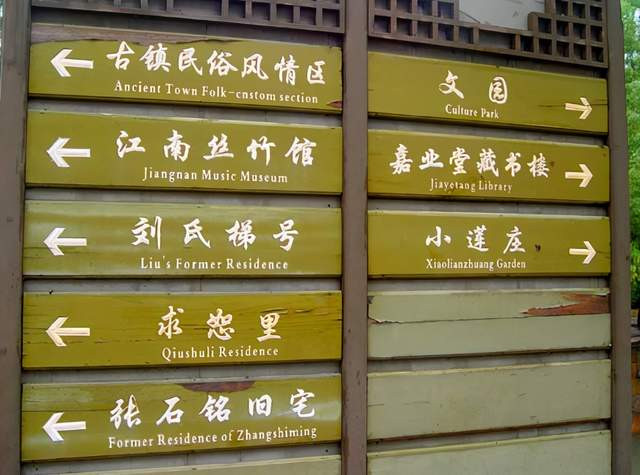 古镇民俗风情区
Ancient Town Folk-cnstom section
江南丝竹馆
Jiangnan Music Museum
刘氏梯号
Liu's Former Residence
求恕里
Qiushuli Residence
张石铭旧宅
Former Residence of Zhangshiming
文园
Culture Park
嘉业堂藏书楼
Jiayetang Library
小莲庄
Xiaolianzhuang Garden